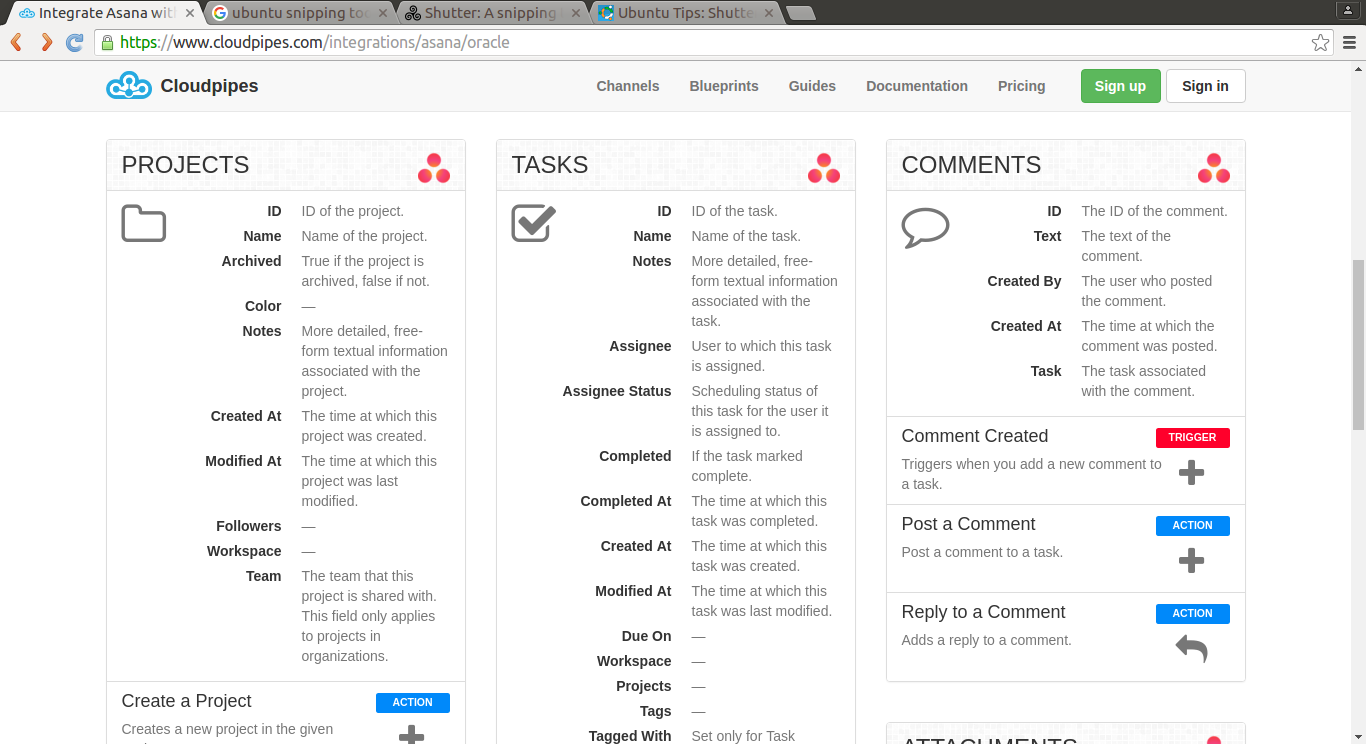 Integrate Asana wit
ubuntu snipping too
Shutter: A snipping
Ubuntu Tips: Shutte
https://www.cloudpipes.com/integrations/asana/oracle
Cloudpipes
Channels
Blueprints
Guides
Documentation
Pricing
Sign up
Sign in
PROJECTS
ID ID of the project.
Name Name of the project.
Archived True if the project is
archived, false if not.
Color —
Notes More detailed, free-
form textual information
associated with the
project.
Created At The time at which this
project was created.
Modified At The time at which this
project was last
modified.
Followers —
Workspace —
Team The team that this
project is shared with.
This field only applies
to projects in
organizations.
Create a Project ACTION
Creates a new project in the given
TASKS
ID ID of the task.
Name Name of the task.
Notes More detailed, free-
form textual information
associated with the
task.
Assignee User to which this task
is assigned.
Assignee Status Scheduling status of
this task for the user it
is assigned to.
Completed If the task marked
complete.
Completed At The time at which this
task was completed.
Created At The time at which this
task was created.
Modified At The time at which this
task was last modified.
Due On —
Workspace —
Projects —
Tags —
Tagged With Set only for Task
COMMENTS
ID The ID of the comment.
Text The text of the
comment.
Created By The user who posted
the comment.
Created At The time at which the
comment was posted.
Task The task associated
with the comment.
Comment Created TRIGGER
Triggers when you add a new comment to
a task.
Post a Comment ACTION
Post a comment to a task.
Reply to a Comment ACTION
Adds a reply to a comment.
ATTACHMENTS